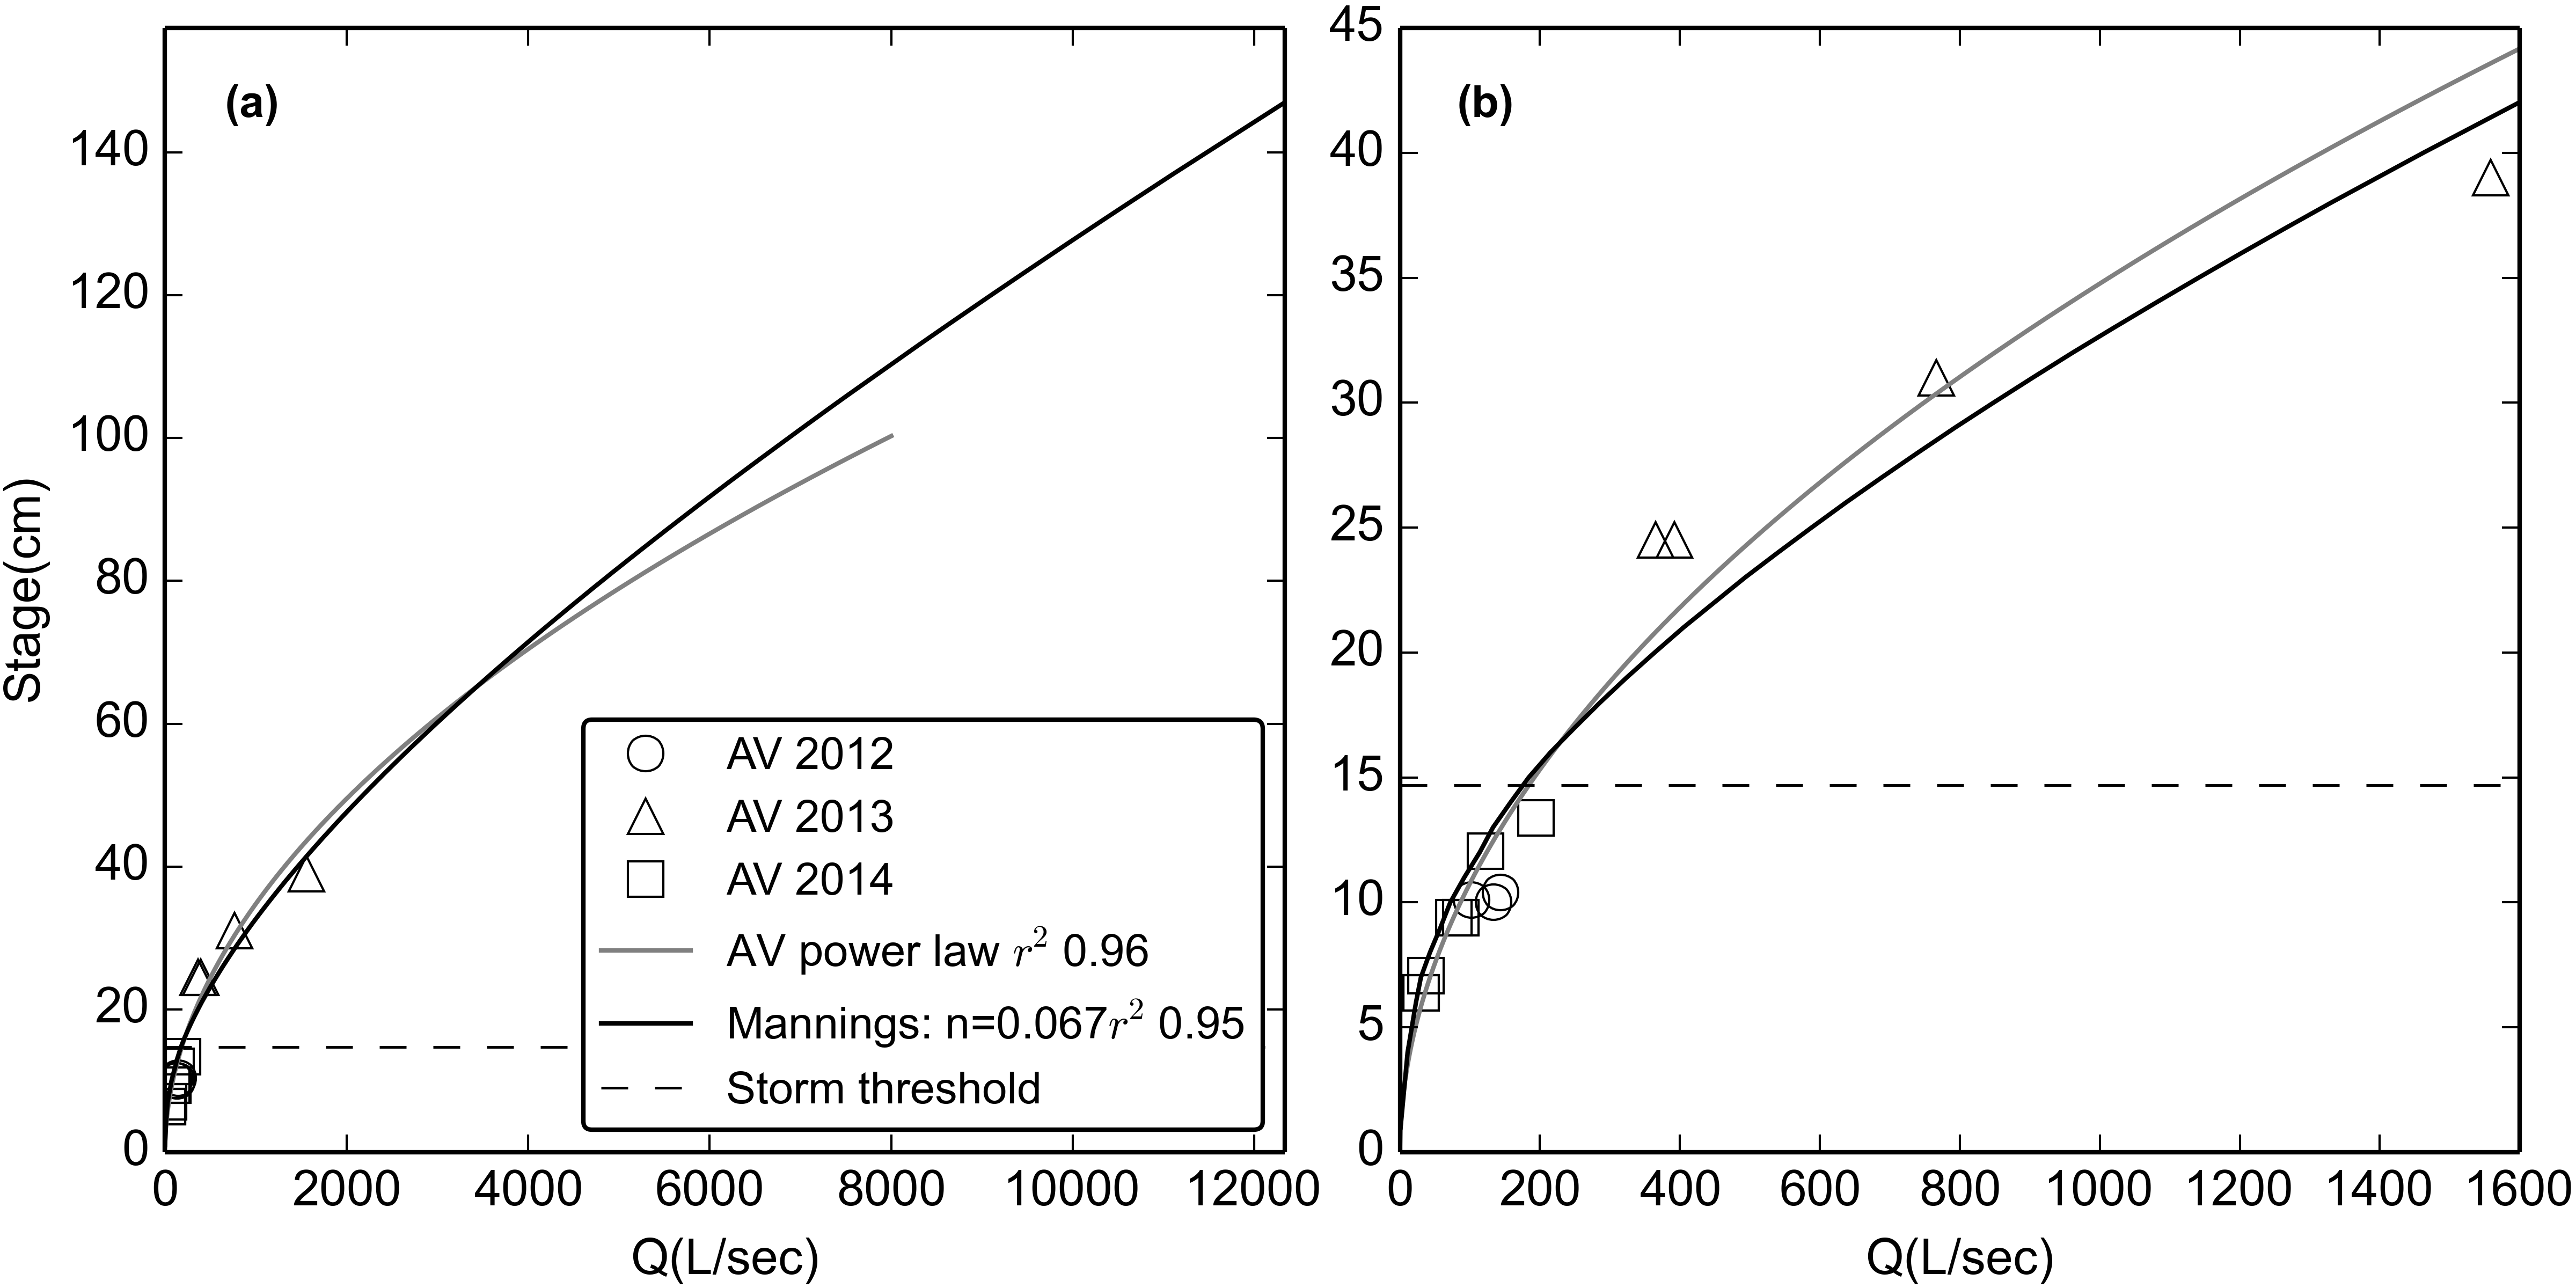 (a)
140
120
100
80
60
40
20
0
Stage(cm)
AV 2012
AV 2013
AV 2014
AV power law r² 0.96
Mannings: n=0.067r² 0.95
Storm threshold
0 2000 4000 6000 8000 10000 12000
Q(L/sec)
(b)
45
40
35
30
25
20
15
10
5
0
0 200 400 600 800 1000 1200 1400 1600
Q(L/sec)